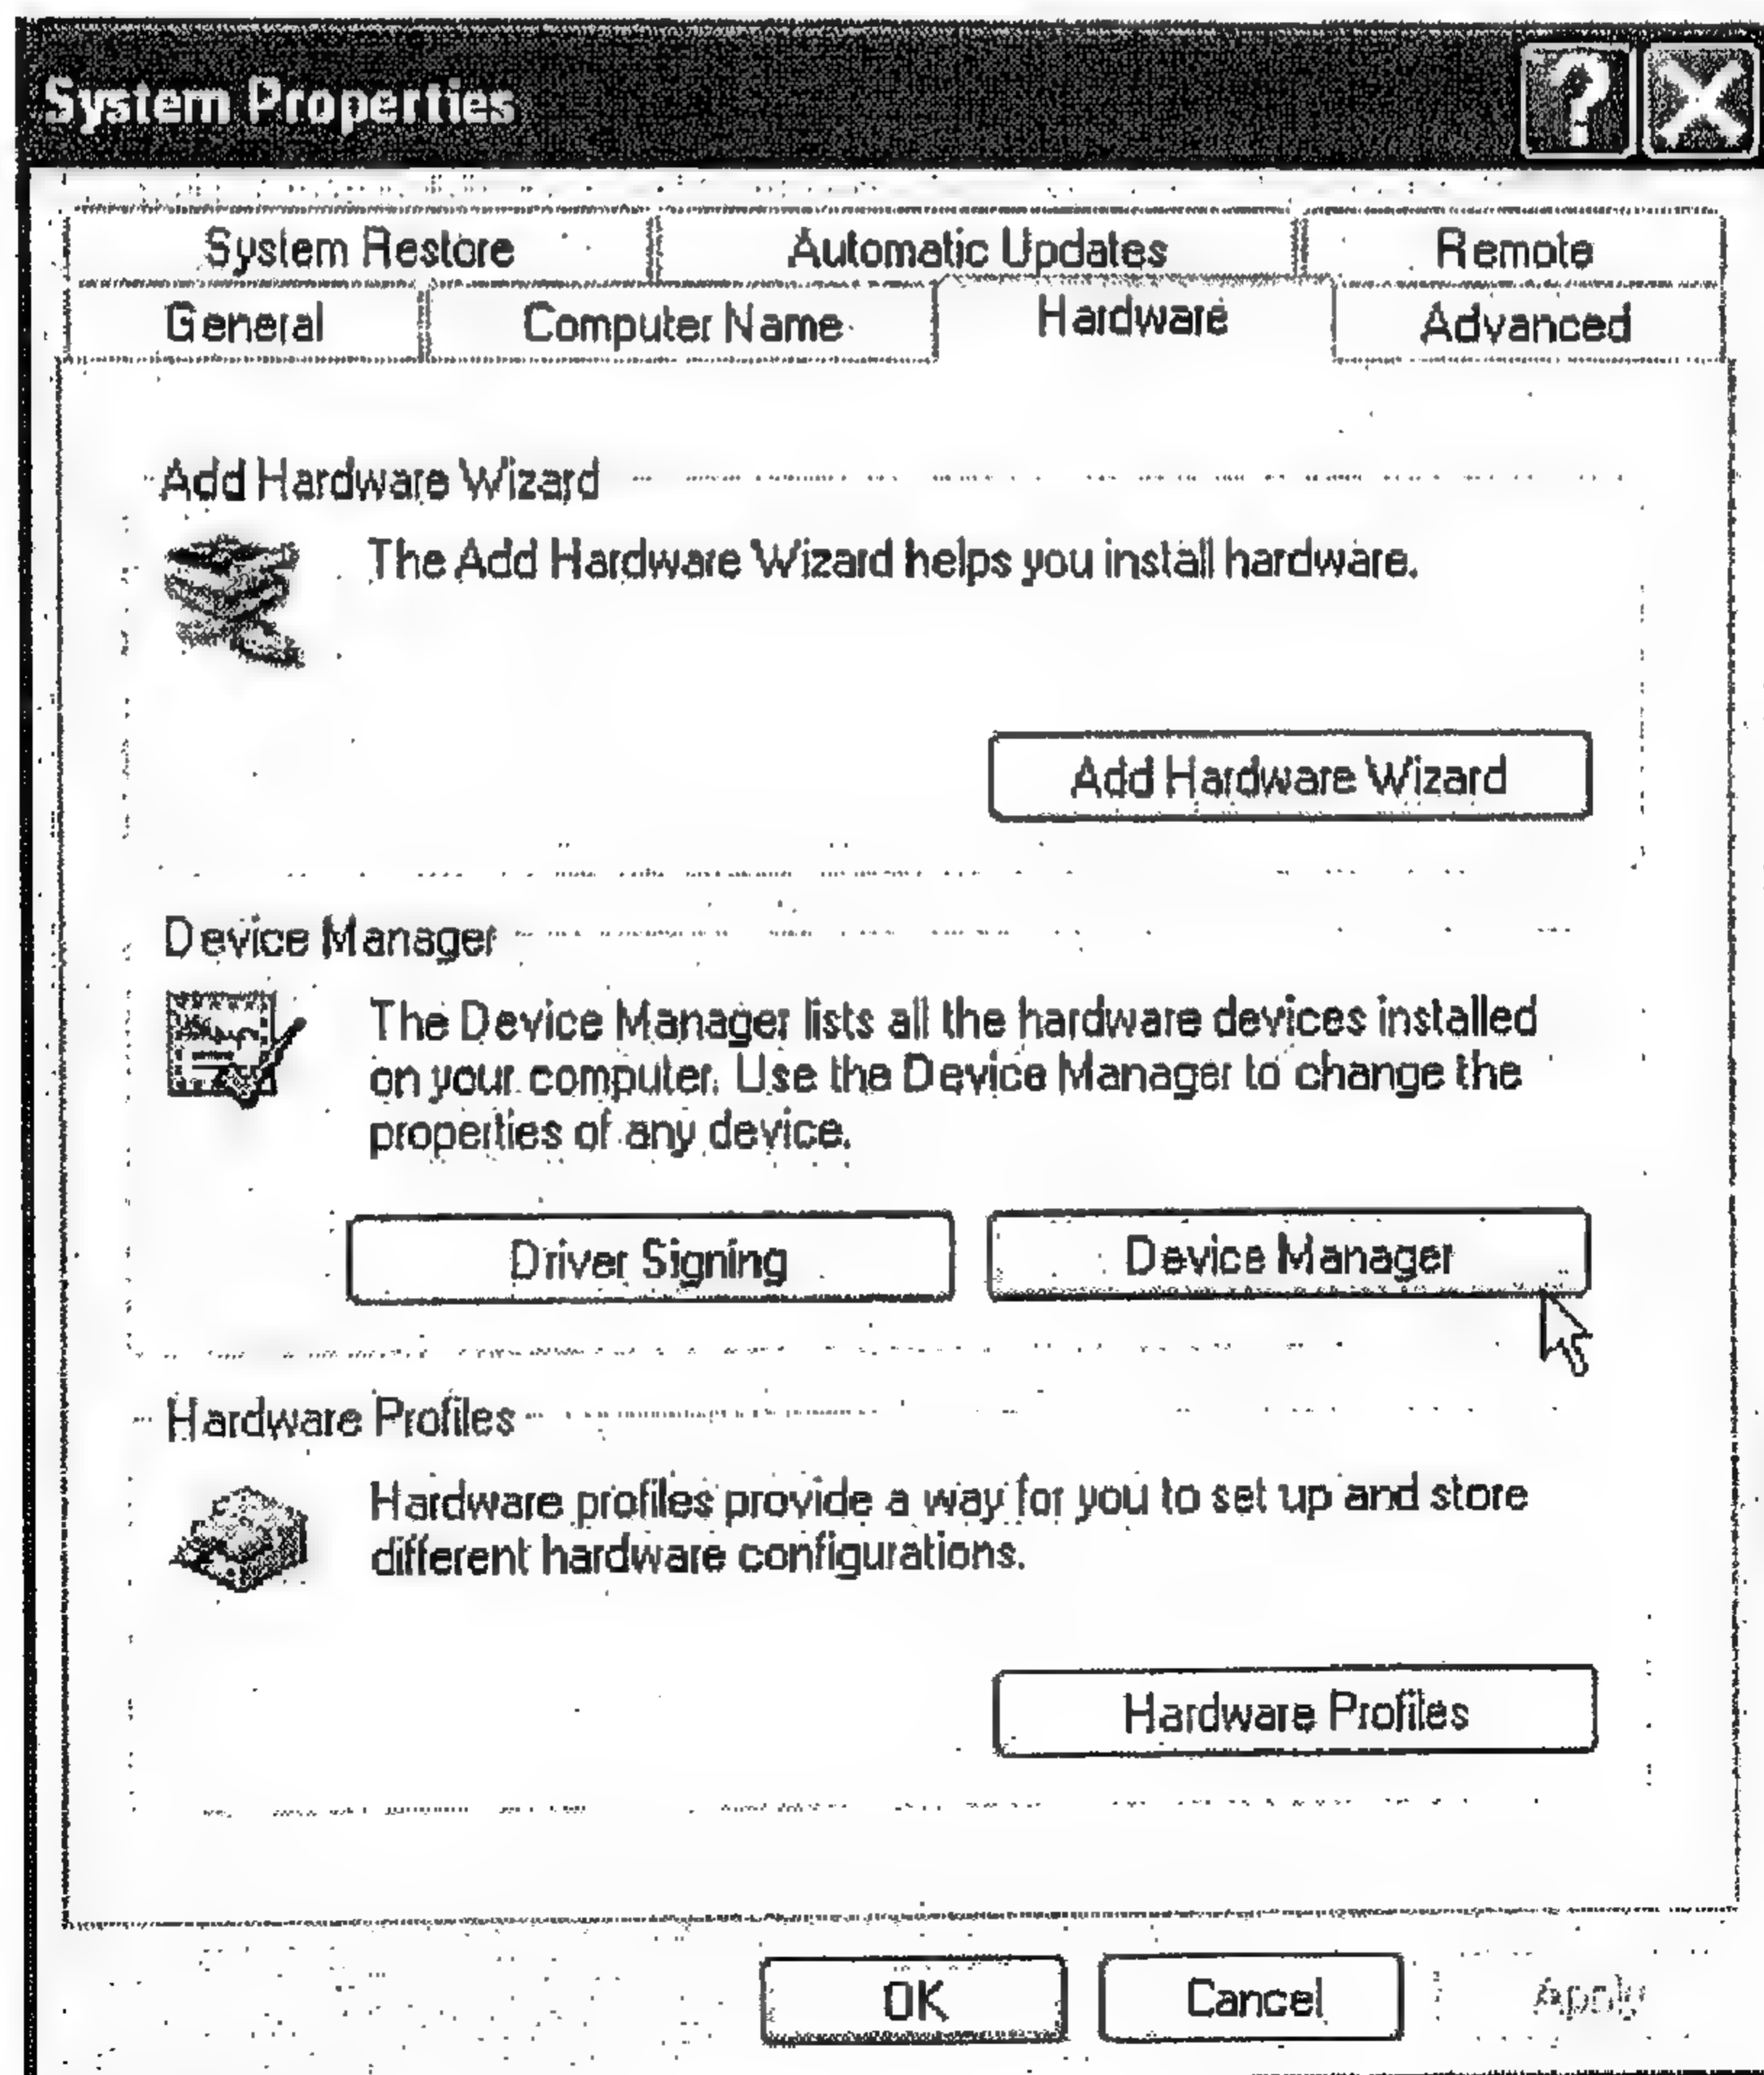 System Properties
System Restore Automatic Updates Remote
General Computer Name Hardware Advanced
Add Hardware Wizard
The Add Hardware Wizard helps you install hardware.
Add Hardware Wizard
Device Manager
The Device Manager lists all the hardware devices installed
on your computer. Use the Device Manager to change the
properties of any device.
Driver Signing Device Manager
Hardware Profiles
Hardware profiles provide a way for you to set up and store
different hardware configurations.
Hardware Profiles
OK Cancel Apply